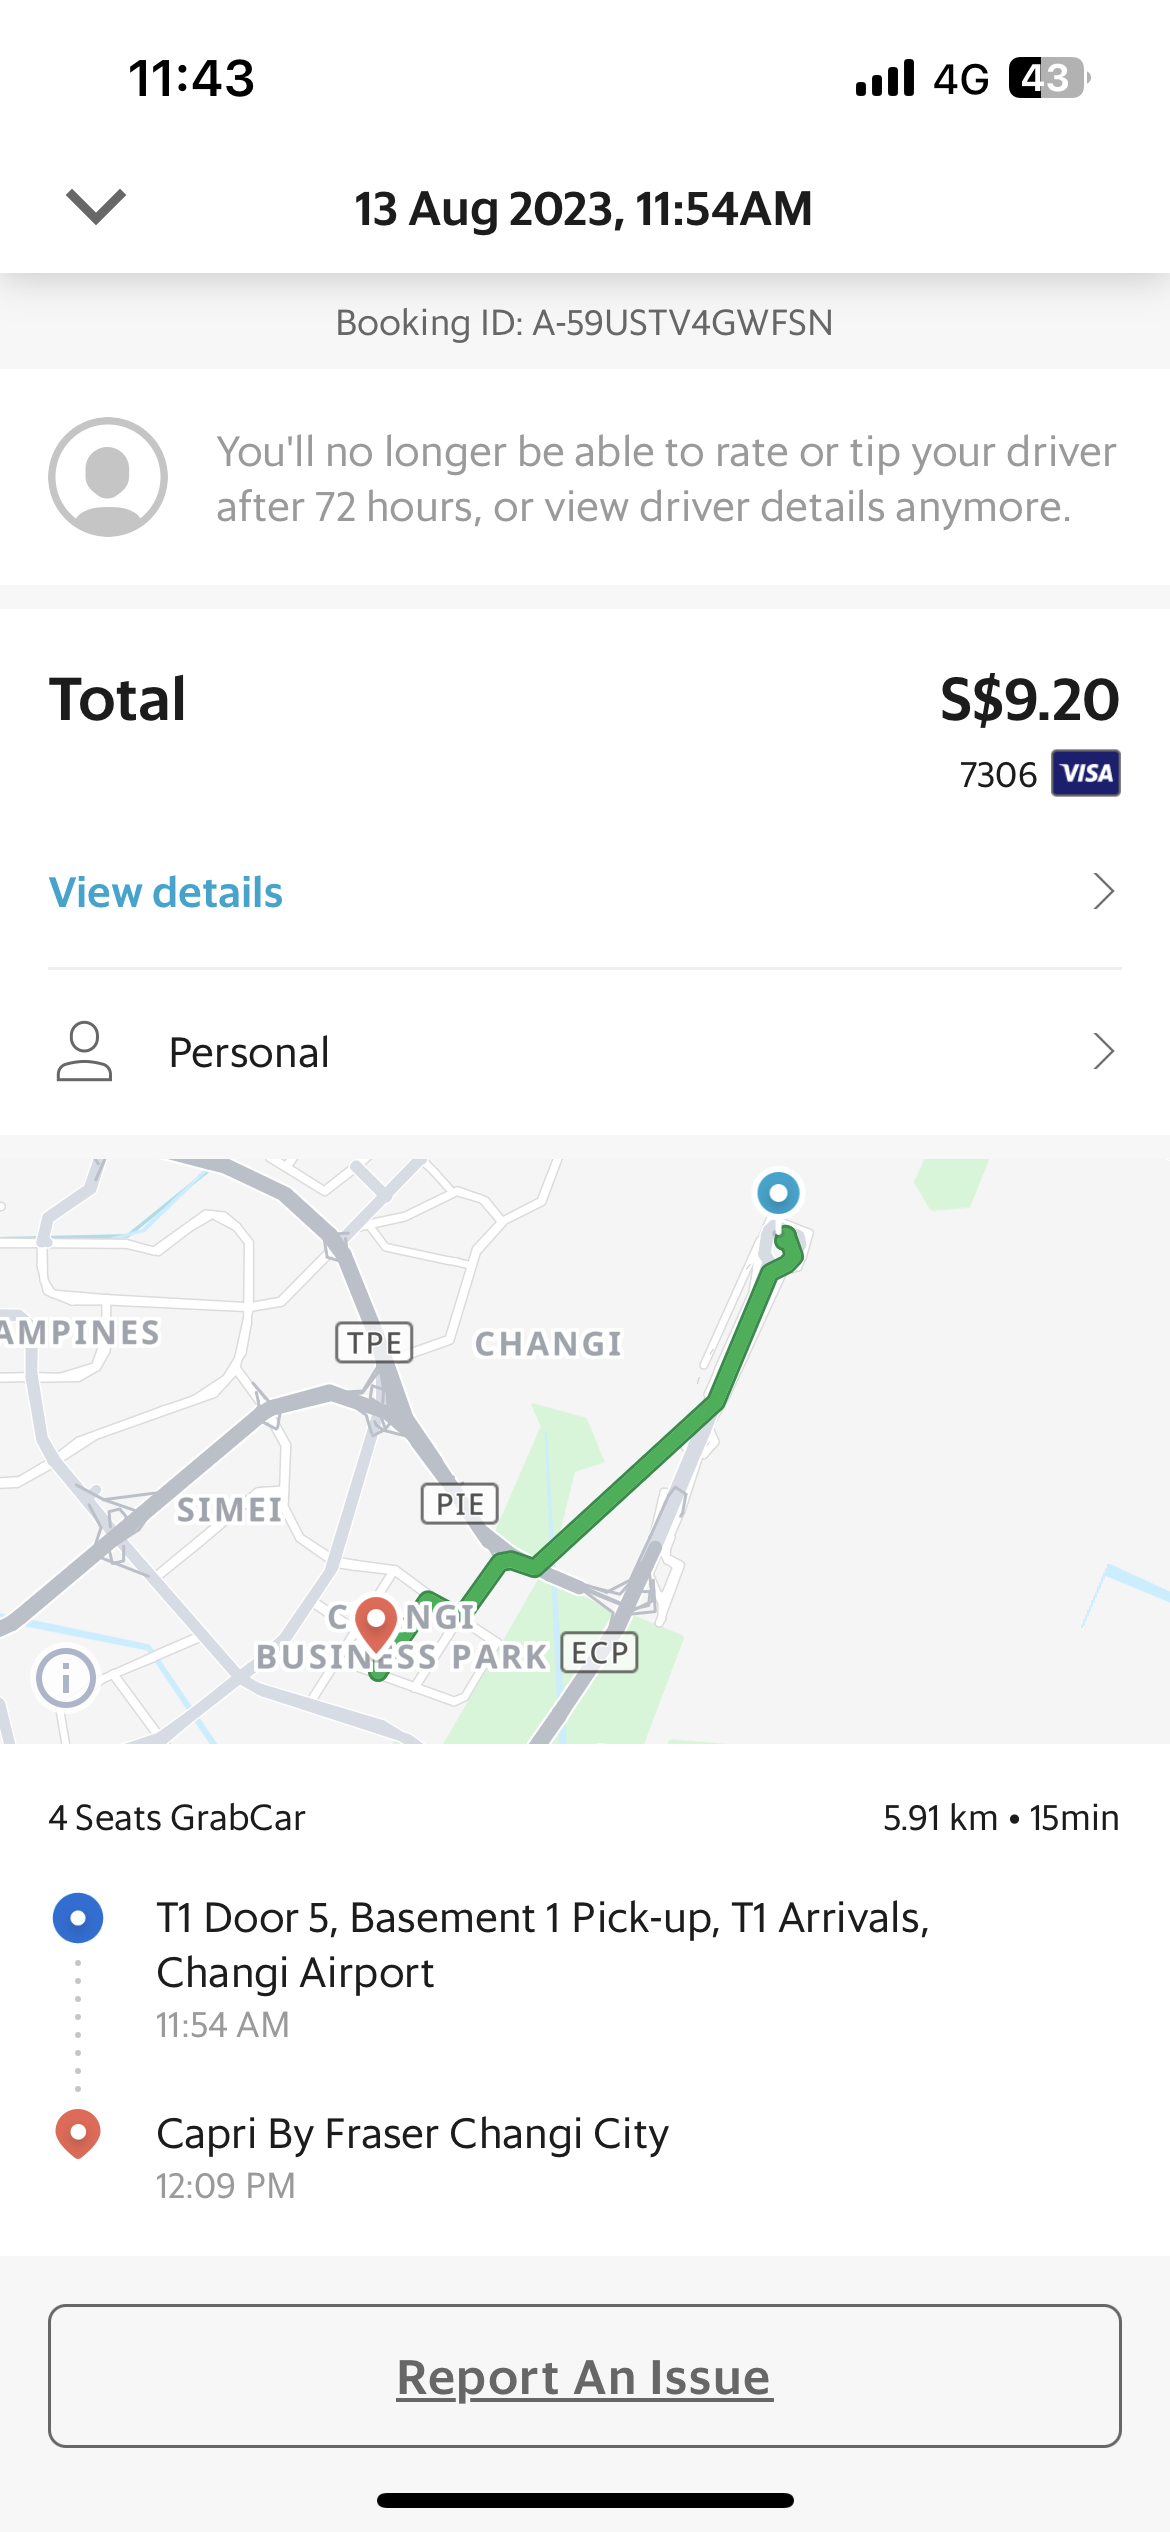 11:43
4G 43
13 Aug 2023, 11:54AM
Booking ID: A-59USTV4GWFSN
You'll no longer be able to rate or tip your driver
after 72 hours, or view driver details anymore.
Total
S$9.20
7306 VISA
View details
Personal
AMPINES
TPE
CHANGI
SIMEI
PIE
C NGI
BUSINESS PARK
ECP
4 Seats GrabCar
5.91 km • 15min
T1 Door 5, Basement 1 Pick-up, T1 Arrivals,
Changi Airport
11:54 AM
Capri By Fraser Changi City
12:09 PM
Report An Issue